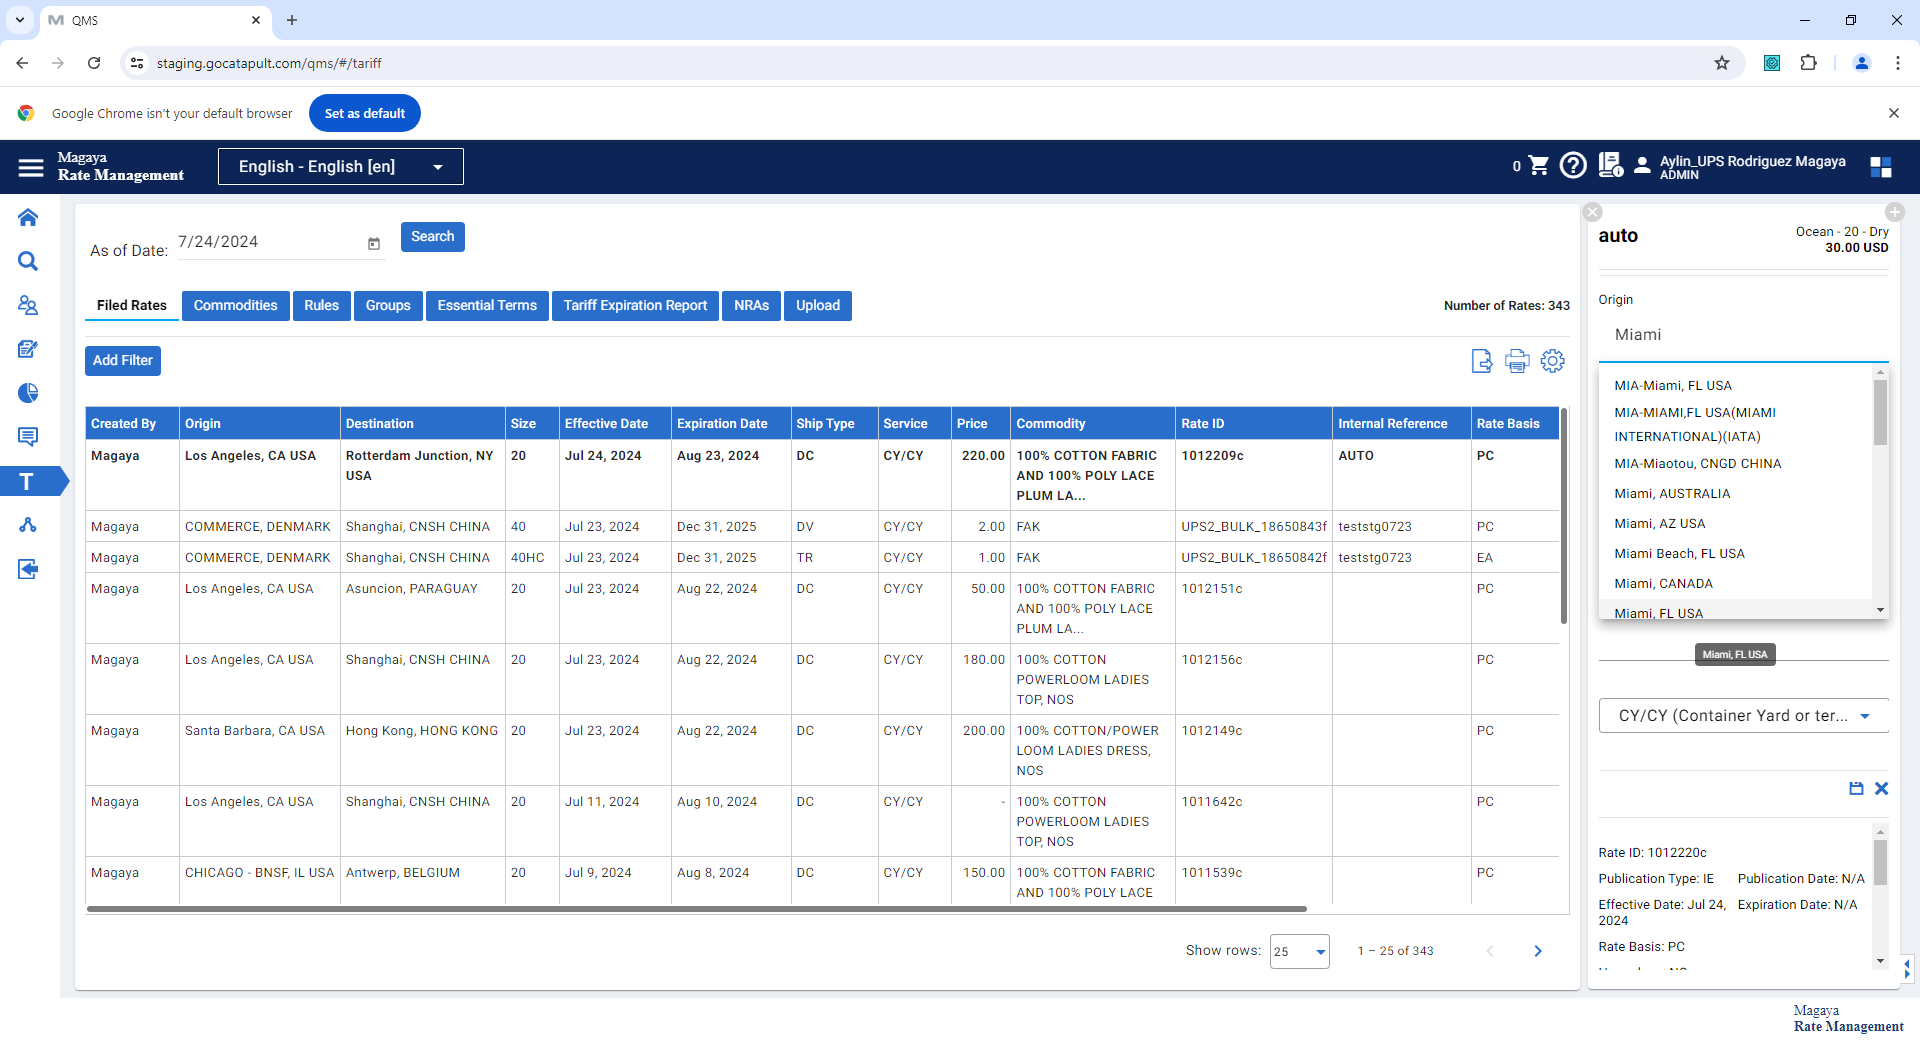 QMS
staging.gocatapult.com/qms/#/tariff
Google Chrome isn't your default browser
Set as default
Magaya
Rate Management
English - English [en]
0
Aylin_UPS Rodriguez Magaya
ADMIN
T
As of Date:
7/24/2024
Search
Filed Rates
Commodities
Rules
Groups
Essential Terms
Tariff Expiration Report
NRAs
Upload
Number of Rates: 343
Add Filter
Created By Origin Destination Size Effective Date Expiration Date Ship Type Service Price Commodity Rate ID Internal Reference Rate Basis
Magaya Los Angeles, CA USA Rotterdam Junction, NY USA 20 Jul 24, 2024 Aug 23, 2024 DC CY/CY 220.00 100% COTTON FABRIC AND 100% POLY LACE PLUM LA... 1012209c AUTO PC
Magaya COMMERCE, DENMARK Shanghai, CNSH CHINA 40 Jul 23, 2024 Dec 31, 2025 DV CY/CY 2.00 FAK UPS2_BULK_18650843f teststg0723 PC
Magaya COMMERCE, DENMARK Shanghai, CNSH CHINA 40HC Jul 23, 2024 Dec 31, 2025 TR CY/CY 1.00 FAK UPS2_BULK_18650842f teststg0723 EA
Magaya Los Angeles, CA USA Asuncion, PARAGUAY 20 Jul 23, 2024 Aug 22, 2024 DC CY/CY 50.00 100% COTTON FABRIC AND 100% POLY LACE PLUM LA... 1012151c PC
Magaya Los Angeles, CA USA Shanghai, CNSH CHINA 20 Jul 23, 2024 Aug 22, 2024 DC CY/CY 180.00 100% COTTON POWERLOOM LADIES TOP, NOS 1012156c PC
Magaya Santa Barbara, CA USA Hong Kong, HONG KONG 20 Jul 23, 2024 Aug 22, 2024 DC CY/CY 200.00 100% COTTON/POWER LOOM LADIES DRESS, NOS 1012149c PC
Magaya Los Angeles, CA USA Shanghai, CNSH CHINA 20 Jul 11, 2024 Aug 10, 2024 DC CY/CY - 100% COTTON POWERLOOM LADIES TOP, NOS 1011642c PC
Magaya CHICAGO - BNSF, IL USA Antwerp, BELGIUM 20 Jul 9, 2024 Aug 8, 2024 DC CY/CY 150.00 100% COTTON FABRIC AND 100% POLY LACE 1011539c PC
Show rows: 25 1 – 25 of 343
auto
Ocean - 20 - Dry
30.00 USD
Origin
Miami
MIA-Miami, FL USA
MIA-MIAMI,FL USA(MIAMI
INTERNATIONAL)(IATA)
MIA-Miaotou, CNGD CHINA
Miami, AUSTRALIA
Miami, AZ USA
Miami Beach, FL USA
Miami, CANADA
Miami, FL USA
Miami, FL USA
CY/CY (Container Yard or ter...
Rate ID: 1012220c
Publication Type: IE Publication Date: N/A
Effective Date: Jul 24, 2024 Expiration Date: N/A
Rate Basis: PC
Magaya
Rate Management